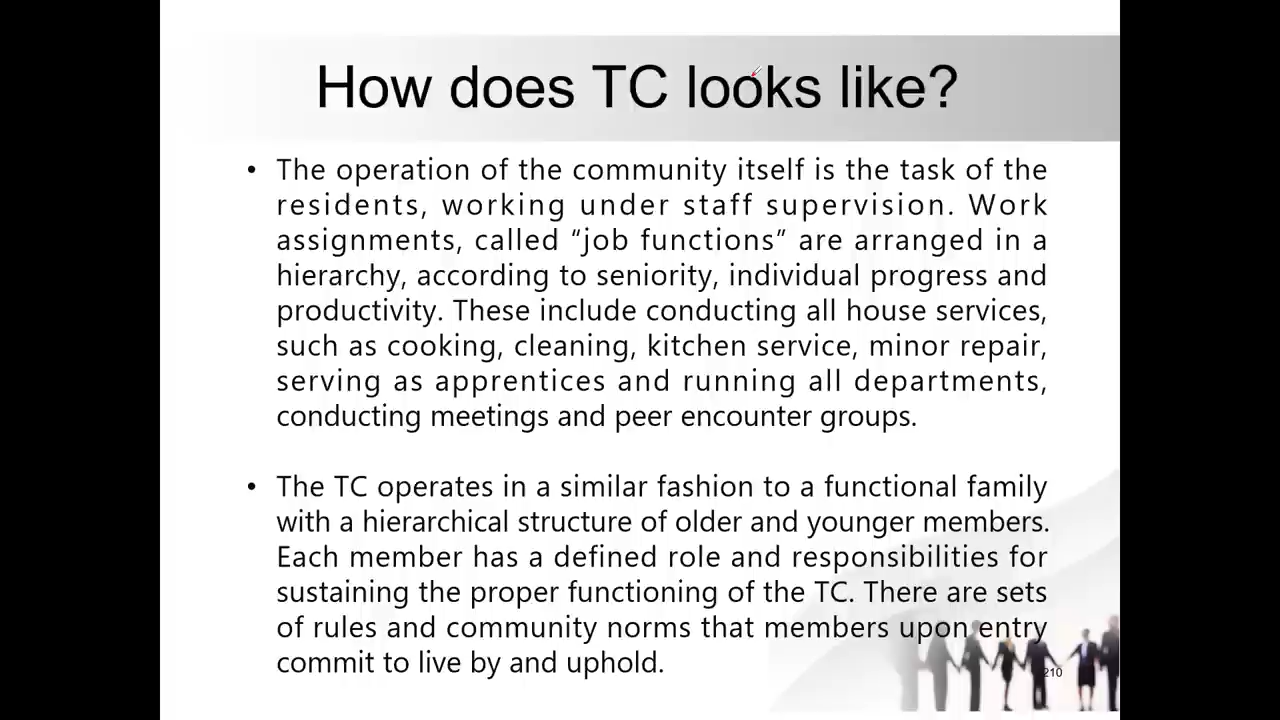 How does TC looks like?
• The operation of the community itself is the task of the
residents, working under staff supervision. Work
assignments, called “job functions” are arranged in a
hierarchy, according to seniority, individual progress and
productivity. These include conducting all house services,
such as cooking, cleaning, kitchen service, minor repair,
serving as apprentices and running all departments,
conducting meetings and peer encounter groups.
• The TC operates in a similar fashion to a functional family
with a hierarchical structure of older and younger members.
Each member has a defined role and responsibilities for
sustaining the proper functioning of the TC. There are sets
of rules and community norms that members upon entry
commit to live by and uphold.
210